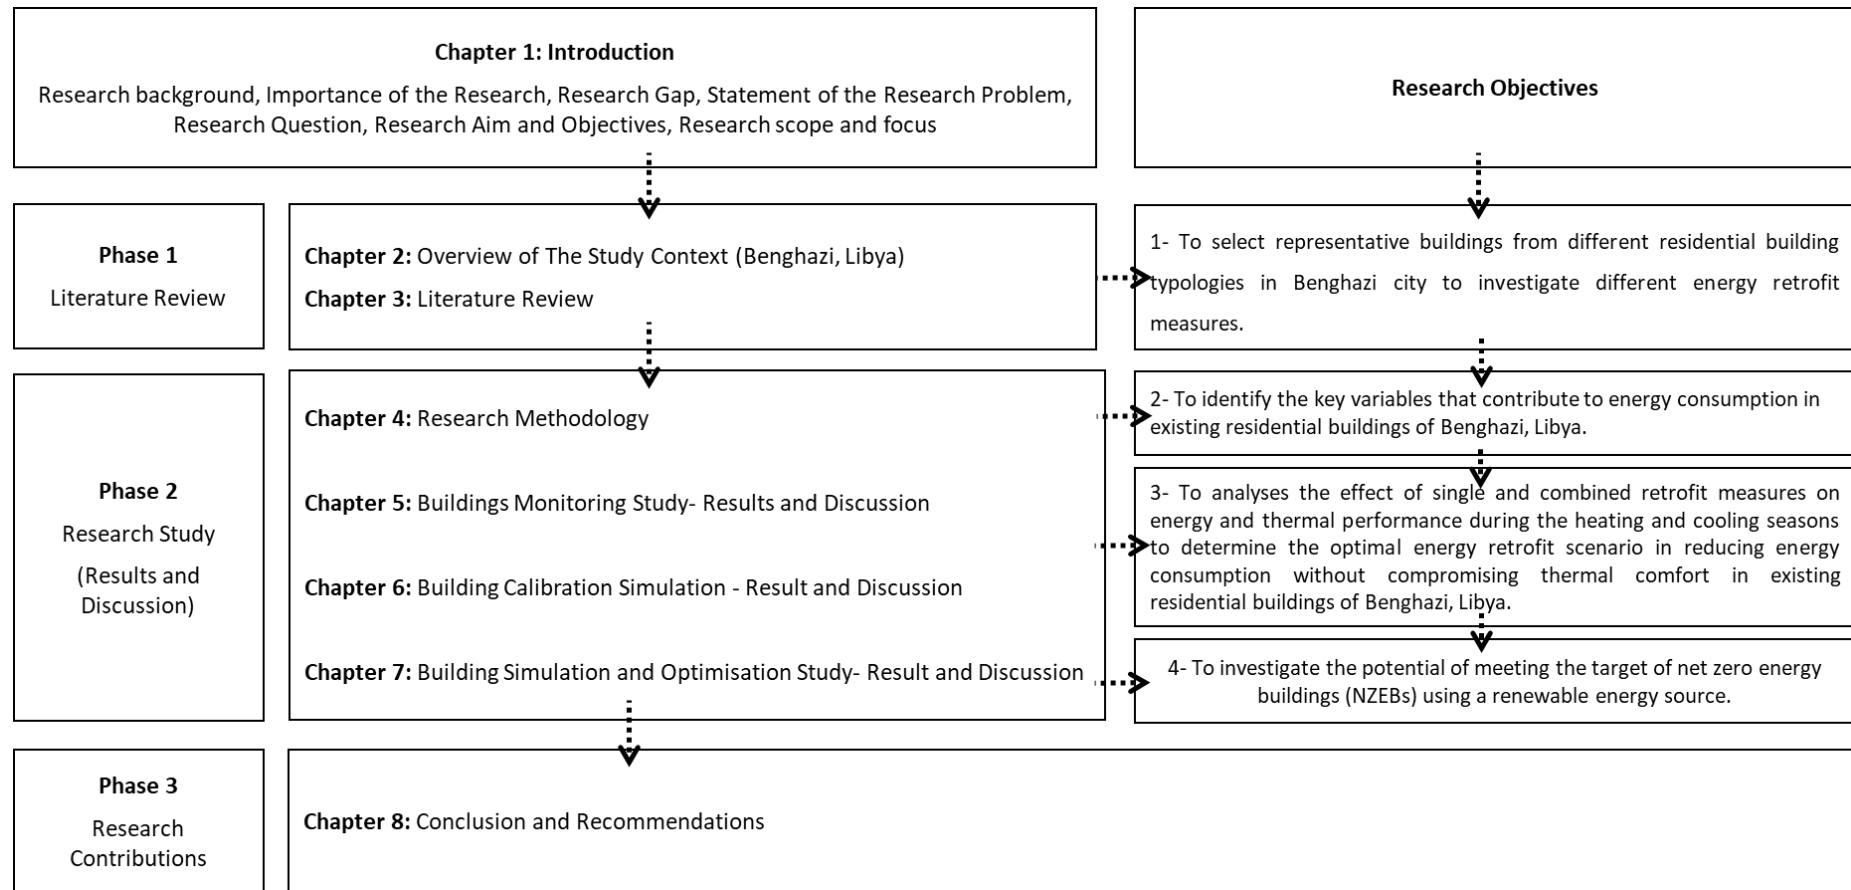 Chapter 1: Introduction
Research background, Importance of the Research, Research Gap, Statement of the Research Problem,
Research Question, Research Aim and Objectives, Research scope and focus
Research Objectives
Phase 1
Literature Review
Chapter 2: Overview of The Study Context (Benghazi, Libya)
Chapter 3: Literature Review
1- To select representative buildings from different residential building
typologies in Benghazi city to investigate different energy retrofit
measures.
Phase 2
Research Study
(Results and
Discussion)
Chapter 4: Research Methodology
Chapter 5: Buildings Monitoring Study- Results and Discussion
Chapter 6: Building Calibration Simulation - Result and Discussion
Chapter 7: Building Simulation and Optimisation Study- Result and Discussion
2- To identify the key variables that contribute to energy consumption in
existing residential buildings of Benghazi, Libya.
3- To analyses the effect of single and combined retrofit measures on
energy and thermal performance during the heating and cooling seasons
to determine the optimal energy retrofit scenario in reducing energy
consumption without compromising thermal comfort in existing
residential buildings of Benghazi, Libya.
4- To investigate the potential of meeting the target of net zero energy
buildings (NZEBs) using a renewable energy source.
Phase 3
Research
Contributions
Chapter 8: Conclusion and Recommendations